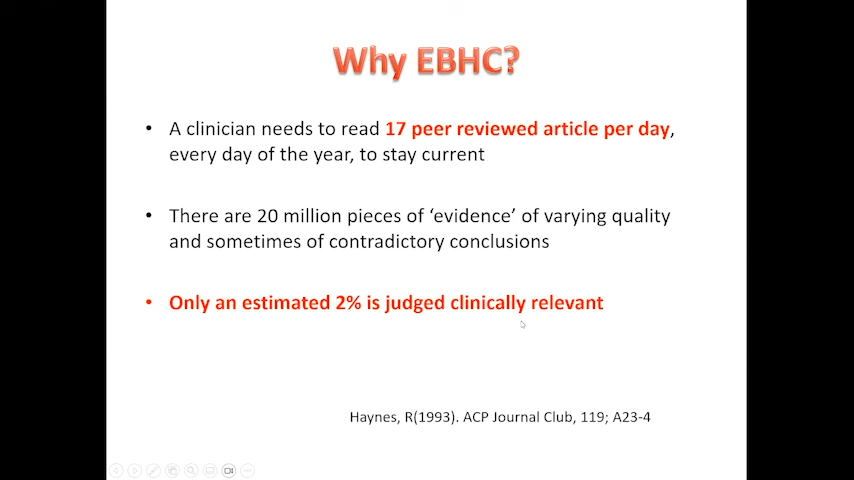 Why EBHC?
• A clinician needs to read 17 peer reviewed article per day,
every day of the year, to stay current
• There are 20 million pieces of ‘evidence’ of varying quality
and sometimes of contradictory conclusions
• Only an estimated 2% is judged clinically relevant
Haynes, R(1993). ACP Journal Club, 119; A23-4